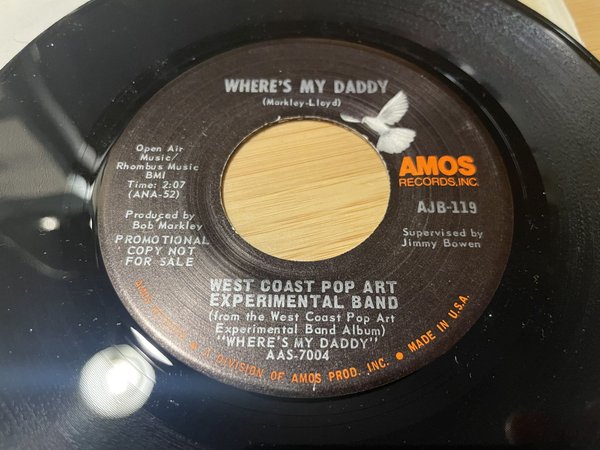 WHERE'S MY DADDY
(Markley-Lloyd)
Open Air
Music/
Rhombus Music
BMI
Time: 2:07
(ANA-52)
Produced by
Bob Markley
PROMOTIONAL
COPY NOT
FOR SALE
AMOS
RECORDS, INC.
AJB-119
Supervised by
Jimmy Bowen
WEST COAST POP ART
EXPERIMENTAL BAND
(from the West Coast Pop Art
Experimental Band Album)
"WHERE'S MY DADDY"
AAS-7004
• A DIVISION OF AMOS PROD. INC. • MADE IN U.S.A.